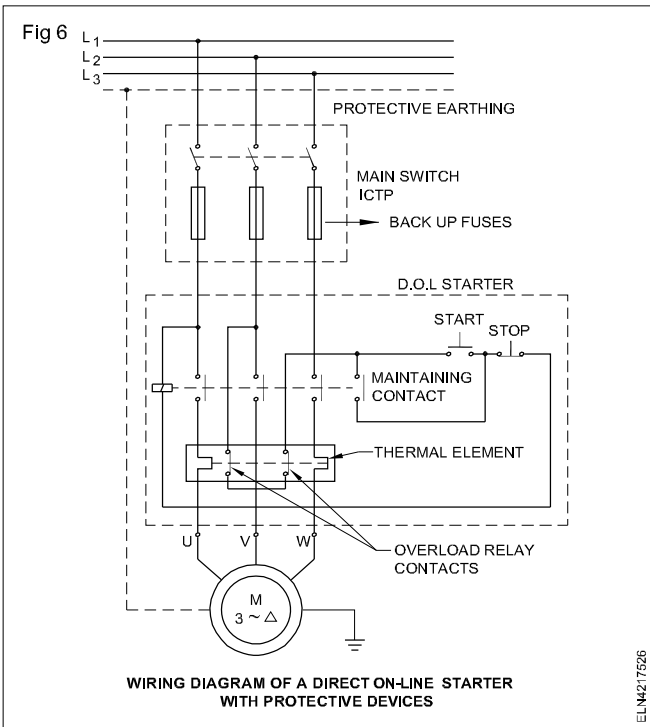 Fig 6
L1
L2
L3
PROTECTIVE EARTHING
MAIN SWITCH
ICTP
BACK UP FUSES
D.O.L STARTER
START
STOP
MAINTAINING
CONTACT
THERMAL ELEMENT
U
V
W
OVERLOAD RELAY
CONTACTS
M
3 ~ △
WIRING DIAGRAM OF A DIRECT ON-LINE STARTER
WITH PROTECTIVE DEVICES
ELN4217526